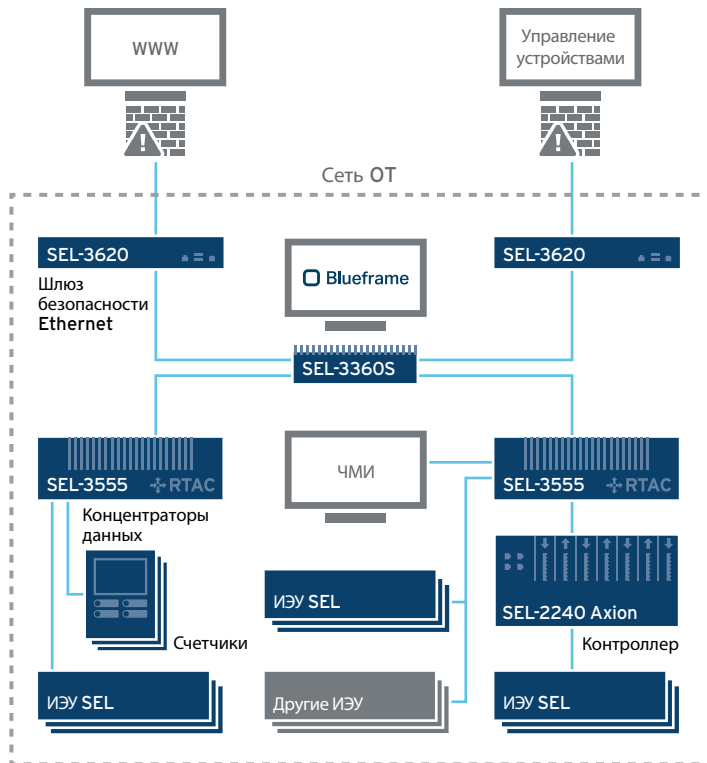 WWW
Управление
устройствами
Сеть ОТ
SEL-3620
SEL-3620
Шлюз
безопасности
Ethernet
Blueframe
SEL-3360S
SEL-3555 RTAC
ЧМИ
SEL-3555 RTAC
Концентраторы
данных
Счетчики
ИЭУ SEL
SEL-2240 Axion
Контроллер
ИЭУ SEL
Другие ИЭУ
ИЭУ SEL